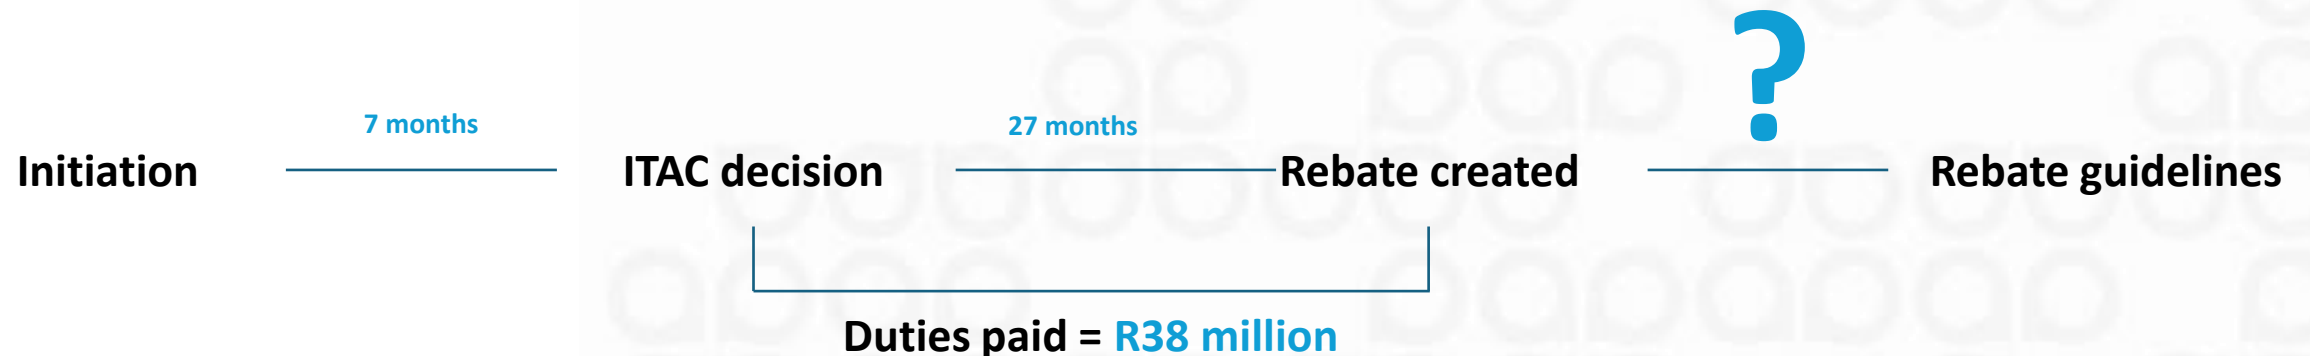 ?
7 months
27 months
Initiation
ITAC decision
Rebate created
Rebate guidelines
Duties paid = R38 million